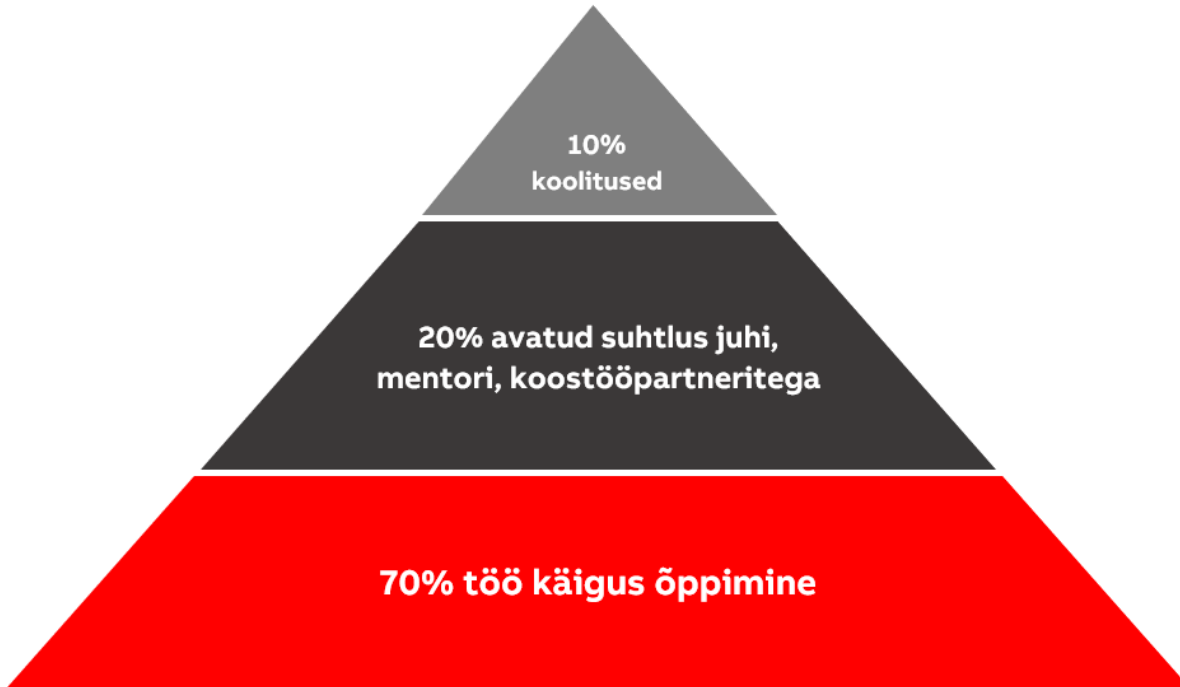 10%
koolitused
20% avatud suhtlus juhi,
mentori, koostööpartneritega
70% töö käigus õppimine